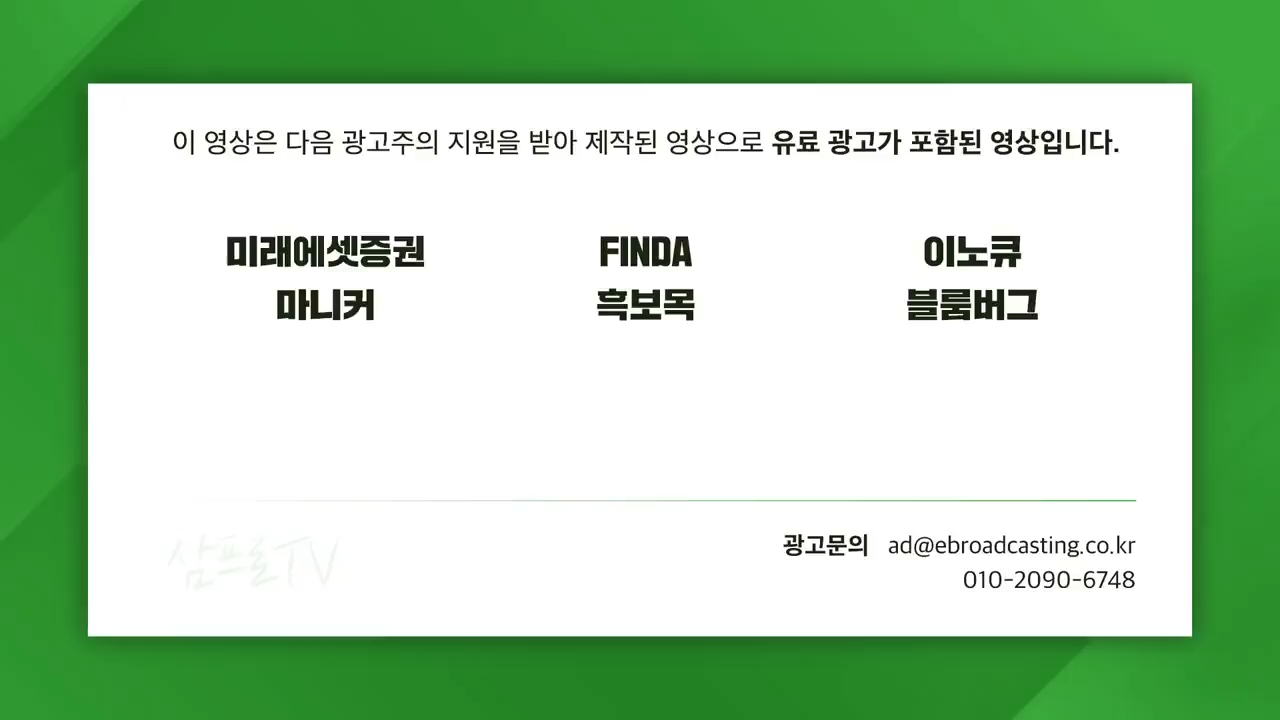 이 영상은 다음 광고주의 지원을 받아 제작된 영상으로 유료 광고가 포함된 영상입니다.
미래에셋증권 FINDA 이노큐
마니커 흑보목 블룸버그
삼프로TV
광고문의 ad@ebroadcasting.co.kr
010-2090-6748